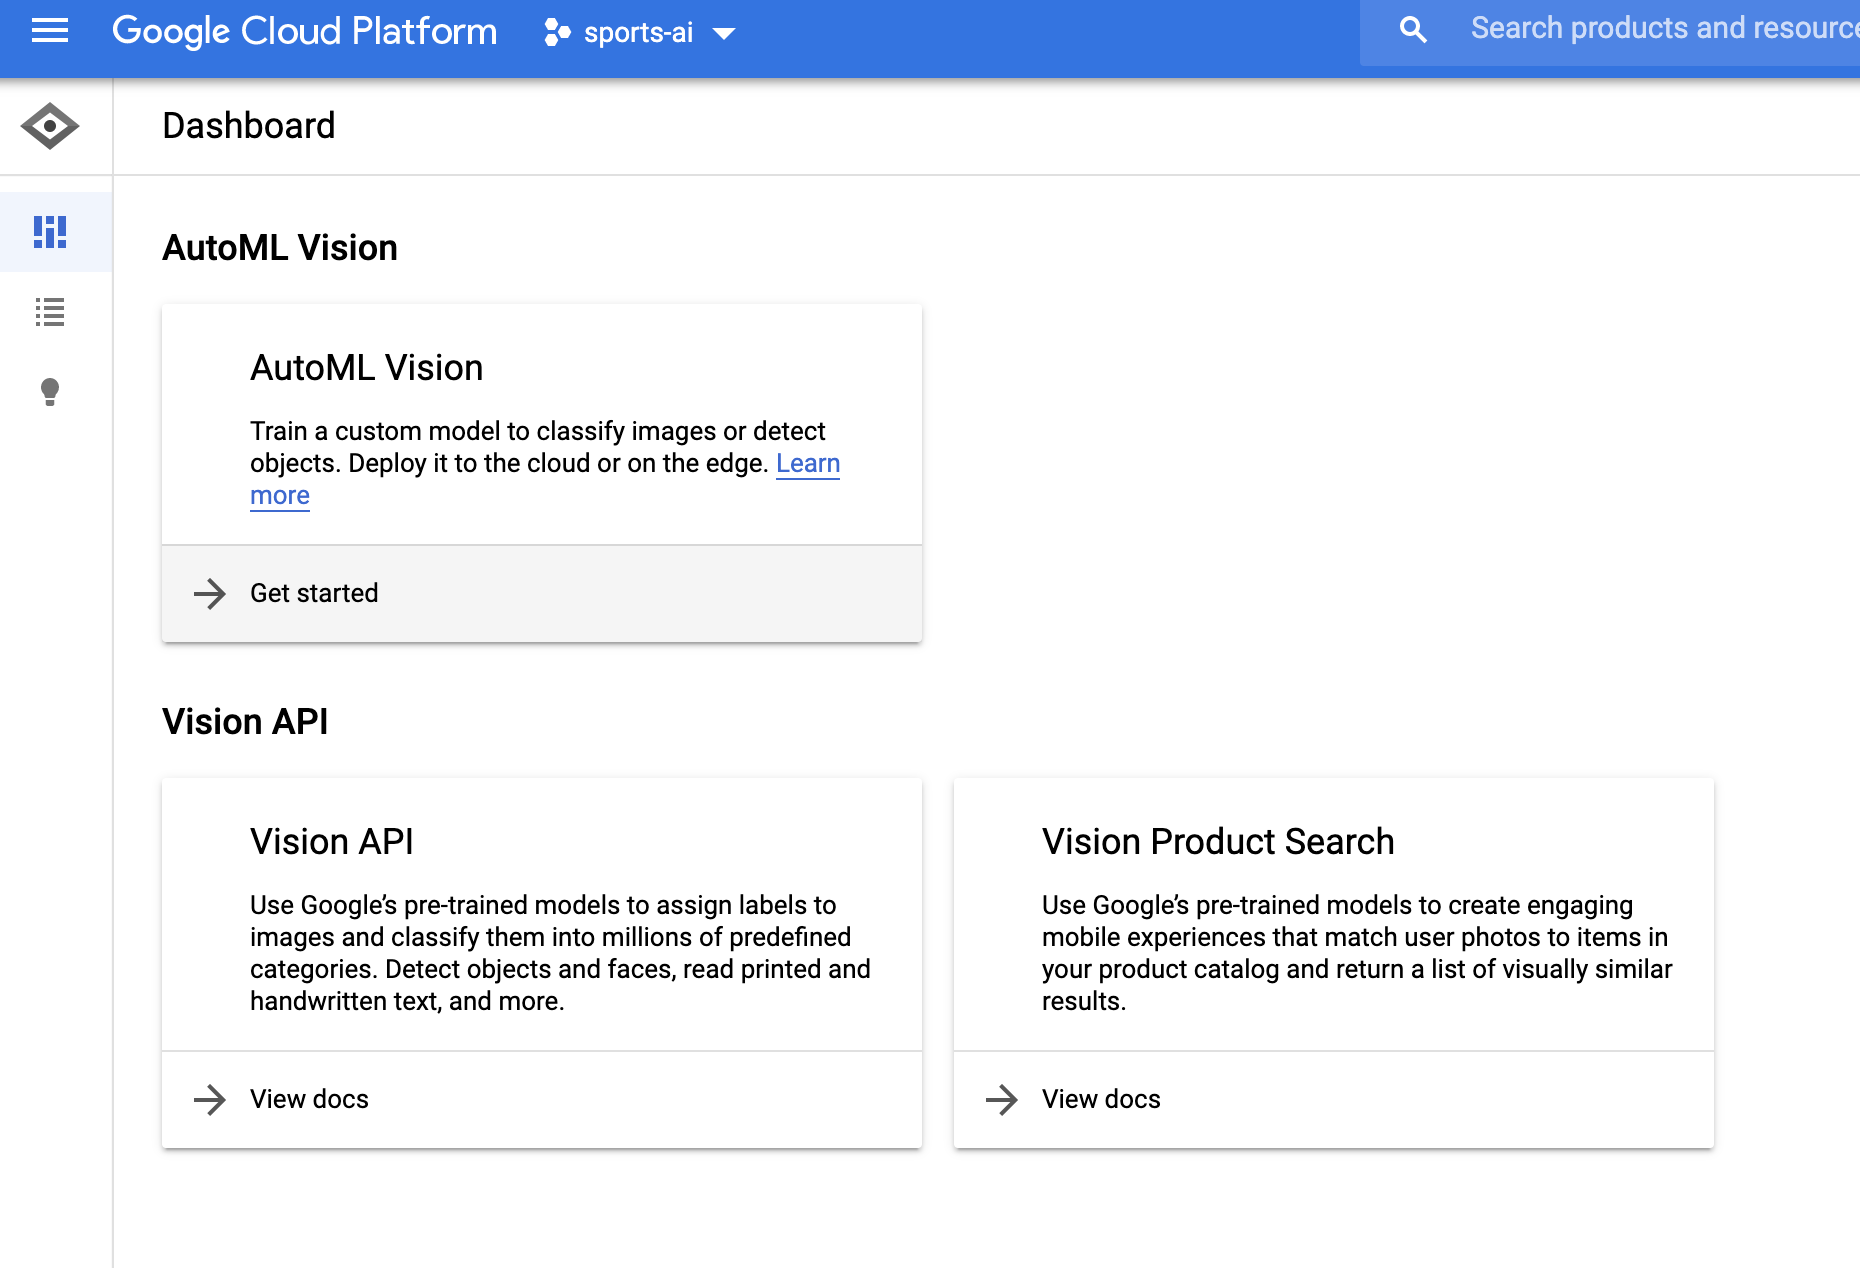 Google Cloud Platform
sports-ai
Search products and resource
Dashboard
AutoML Vision
AutoML Vision
Train a custom model to classify images or detect
objects. Deploy it to the cloud or on the edge. Learn
more
Get started
Vision API
Vision API
Use Google’s pre-trained models to assign labels to
images and classify them into millions of predefined
categories. Detect objects and faces, read printed and
handwritten text, and more.
View docs
Vision Product Search
Use Google’s pre-trained models to create engaging
mobile experiences that match user photos to items in
your product catalog and return a list of visually similar
results.
View docs